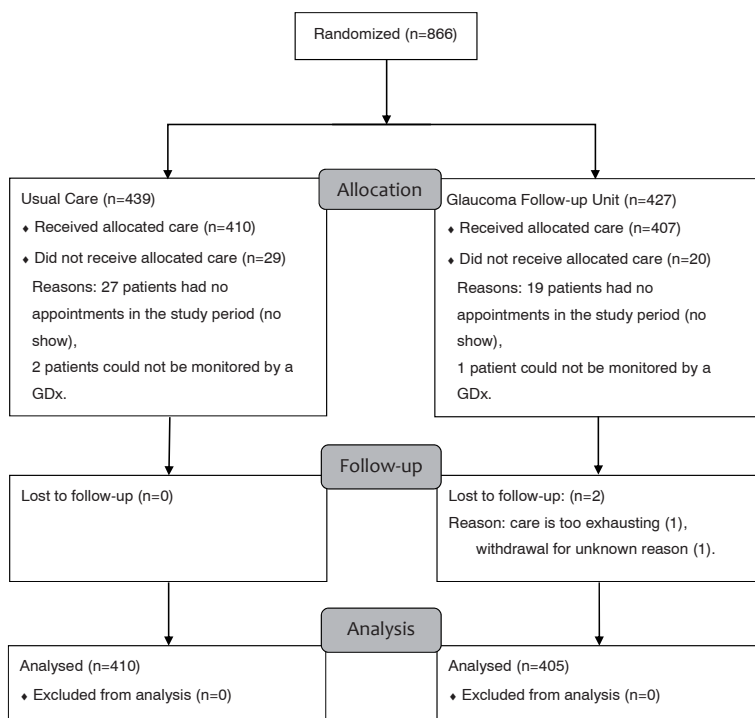 Randomized (n=866)
Allocation
Usual Care (n=439)
♦ Received allocated care (n=410)
♦ Did not receive allocated care (n=29)
Reasons: 27 patients had no
appointments in the study period (no
show),
2 patients could not be monitored by a
GDx.
Glaucoma Follow-up Unit (n=427)
♦ Received allocated care (n=407)
♦ Did not receive allocated care (n=20)
Reasons: 19 patients had no
appointments in the study period (no
show),
1 patient could not be monitored by a
GDx.
Follow-up
Lost to follow-up (n=0)
Lost to follow-up: (n=2)
Reason: care is too exhausting (1),
withdrawal for unknown reason (1).
Analysis
Analysed (n=410)
♦ Excluded from analysis (n=0)
Analysed (n=405)
♦ Excluded from analysis (n=0)